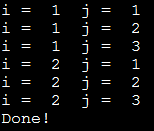 i =  1  j =  1
i =  1  j =  2
i =  1  j =  3
i =  2  j =  1
i =  2  j =  2
i =  2  j =  3
Done!